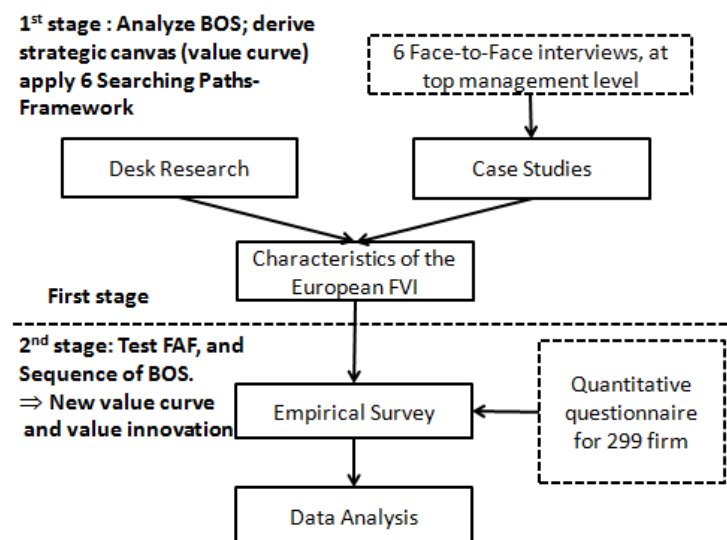 1st stage : Analyze BOS; derive
strategic canvas (value curve)
apply 6 Searching Paths-
Framework
6 Face-to-Face interviews, at
top management level
Desk Research
Case Studies
Characteristics of the
European FVI
First stage
2nd stage: Test FAF, and
Sequence of BOS.
⇒ New value curve
and value innovation
Empirical Survey
Quantitative
questionnaire
for 299 firm
Data Analysis